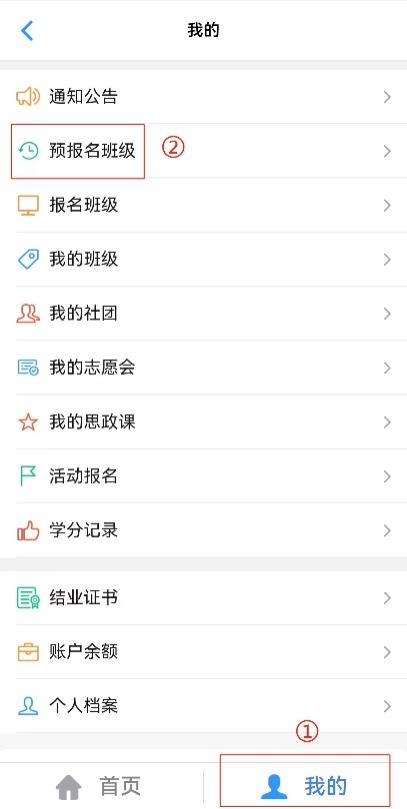 我的
通知公告
预报名班级 ②
报名班级
我的班级
我的社团
我的志愿会
我的思政课
活动报名
学分记录
结业证书
账户余额
个人档案
①
首页 我的